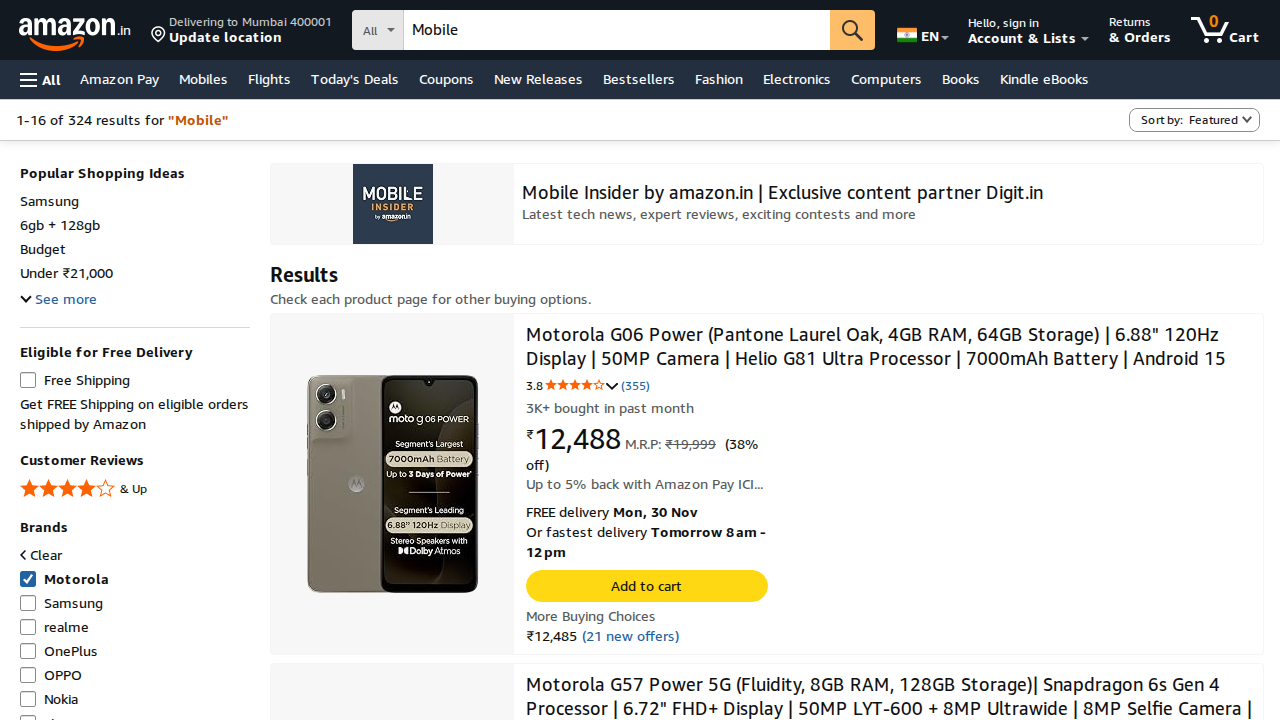 amazon.in
Delivering to Mumbai 400001
Update location
All
Mobile
EN
Hello, sign in
Account & Lists
Returns
& Orders
0
Cart
All
Amazon Pay
Mobiles
Flights
Today's Deals
Coupons
New Releases
Bestsellers
Fashion
Electronics
Computers
Books
Kindle eBooks
1-16 of 324 results for "Mobile"
Sort by: Featured
Popular Shopping Ideas
Samsung
6gb + 128gb
Budget
Under ₹21,000
See more
Eligible for Free Delivery
Free Shipping
Get FREE Shipping on eligible orders
shipped by Amazon
Customer Reviews
& Up
Brands
Clear
Motorola
Samsung
realme
OnePlus
OPPO
Nokia
MOBILE
INSIDER
by amazon.in
Mobile Insider by amazon.in | Exclusive content partner Digit.in
Latest tech news, expert reviews, exciting contests and more
Results
Check each product page for other buying options.
moto g06 POWER
Segment's Largest
7000mAh Battery
Up to 3 Days of Power*
Segment's Leading
6.88" 120Hz Display
Stereo Speakers with
Dolby Atmos
Motorola G06 Power (Pantone Laurel Oak, 4GB RAM, 64GB Storage) | 6.88" 120Hz
Display | 50MP Camera | Helio G81 Ultra Processor | 7000mAh Battery | Android 15
3.8 (355)
3K+ bought in past month
₹12,488 M.R.P: ₹19,999 (38%
off)
Up to 5% back with Amazon Pay ICI...
FREE delivery Mon, 30 Nov
Or fastest delivery Tomorrow 8 am -
12 pm
Add to cart
More Buying Choices
₹12,485 (21 new offers)
Motorola G57 Power 5G (Fluidity, 8GB RAM, 128GB Storage)| Snapdragon 6s Gen 4
Processor | 6.72" FHD+ Display | 50MP LYT-600 + 8MP Ultrawide | 8MP Selfie Camera |